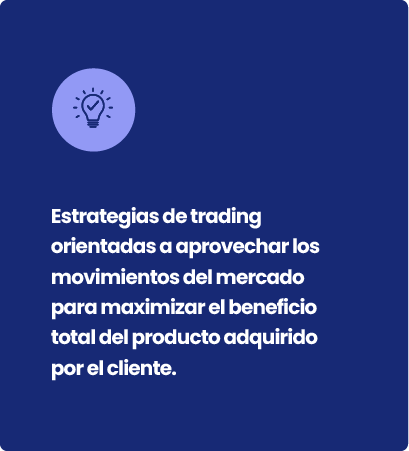 Estrategias de trading
orientadas a aprovechar los
movimientos del mercado
para maximizar el beneficio
total del producto adquirido
por el cliente.